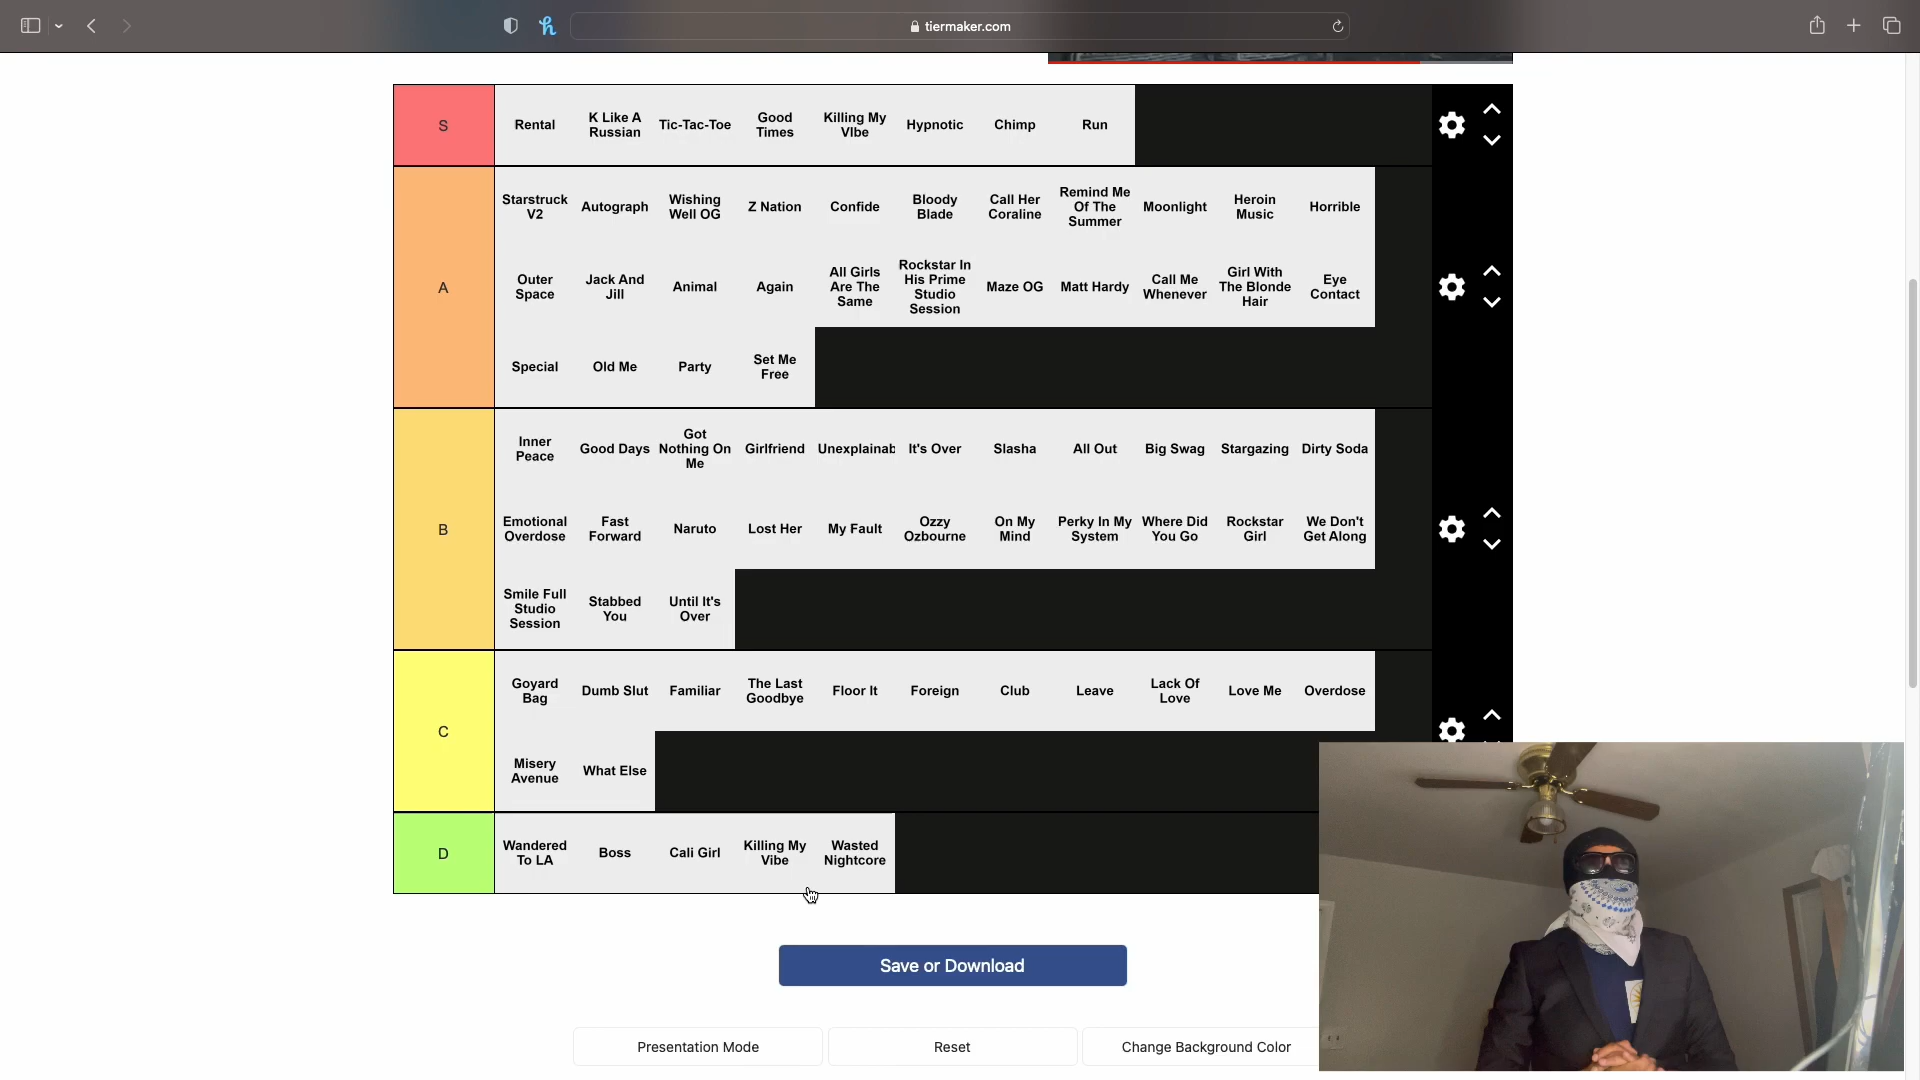 tiermaker.com
S
Rental
K Like A
Russian
Tic-Tac-Toe
Good
Times
Killing My
VIbe
Hypnotic
Chimp
Run
A
Starstruck
V2
Autograph
Wishing
Well OG
Z Nation
Confide
Bloody
Blade
Call Her
Coraline
Remind Me
Of The
Summer
Moonlight
Heroin
Music
Horrible
Outer
Space
Jack And
Jill
Animal
Again
All Girls
Are The
Same
Rockstar In
His Prime
Studio
Session
Maze OG
Matt Hardy
Call Me
Whenever
Girl With
The Blonde
Hair
Eye
Contact
Special
Old Me
Party
Set Me
Free
B
Inner
Peace
Good Days
Got
Nothing On
Me
Girlfriend
Unexplainab
It's Over
Slasha
All Out
Big Swag
Stargazing
Dirty Soda
Emotional
Overdose
Fast
Forward
Naruto
Lost Her
My Fault
Ozzy
Ozbourne
On My
Mind
Perky In My
System
Where Did
You Go
Rockstar
Girl
We Don't
Get Along
Smile Full
Studio
Session
Stabbed
You
Until It's
Over
C
Goyard
Bag
Dumb Slut
Familiar
The Last
Goodbye
Floor It
Foreign
Club
Leave
Lack Of
Love
Love Me
Overdose
Misery
Avenue
What Else
D
Wandered
To LA
Boss
Cali Girl
Killing My
Vibe
Wasted
Nightcore
Save or Download
Presentation Mode
Reset
Change Background Color